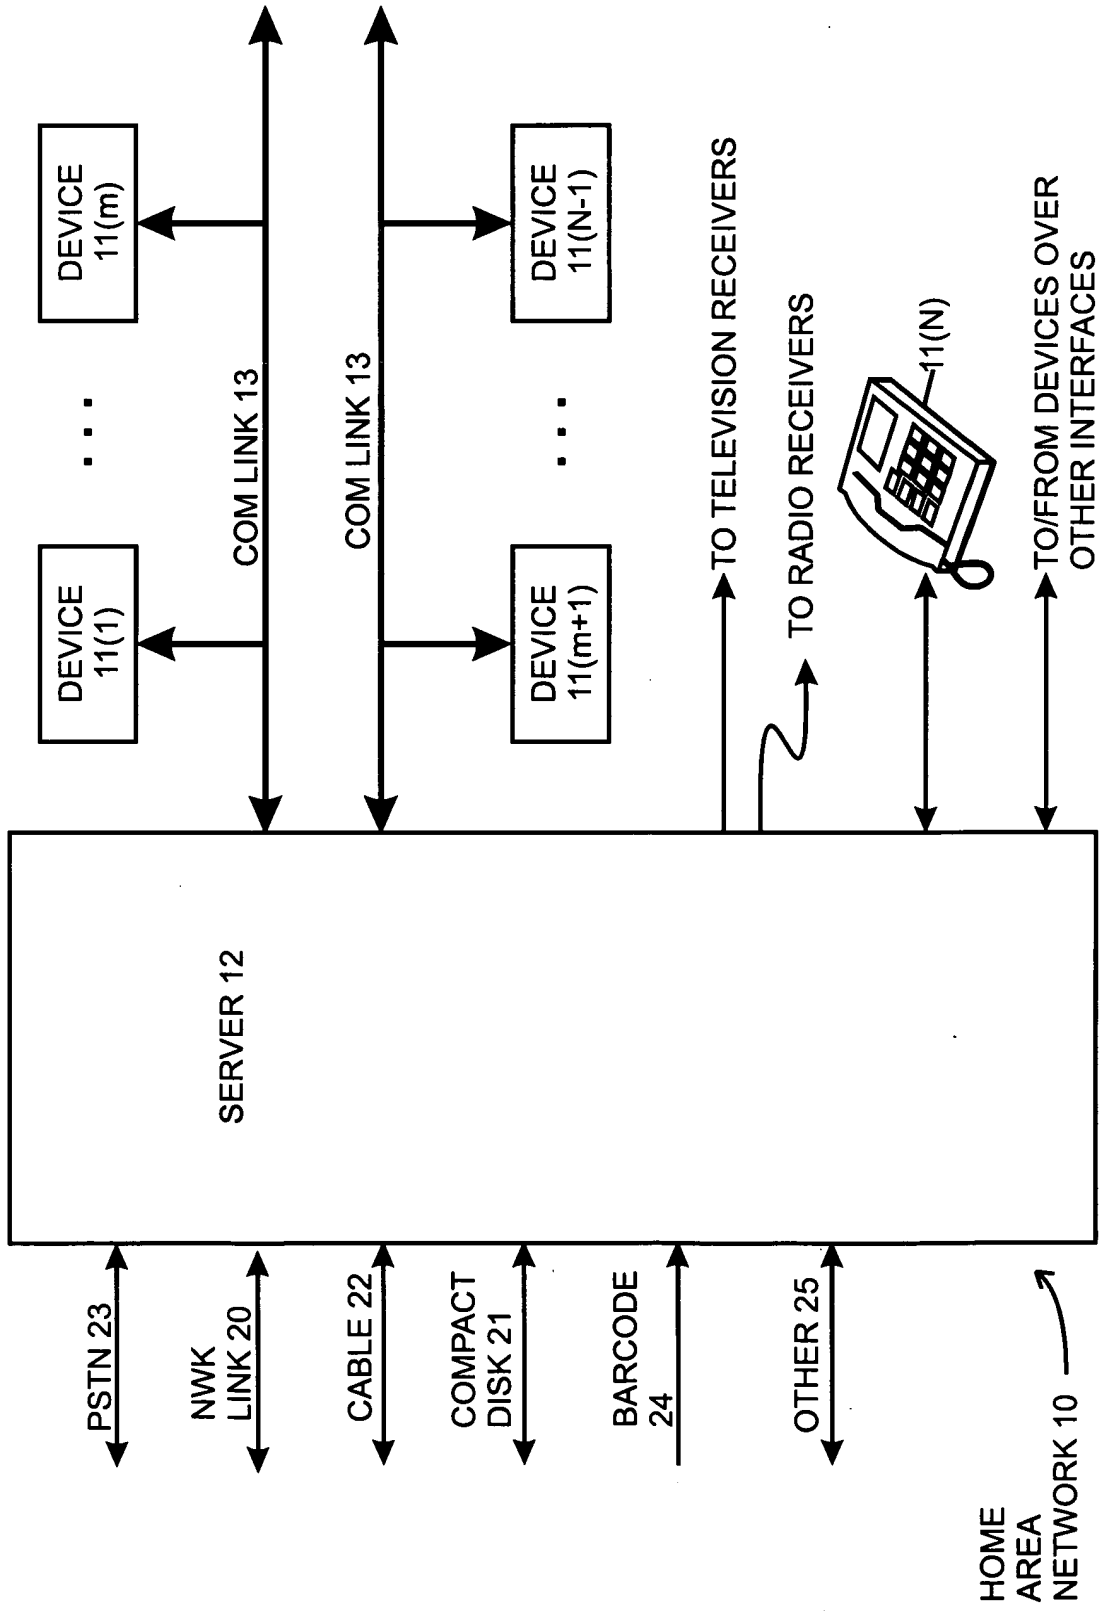 PSTN 23
NWK
LINK 20
CABLE 22
COMPACT
DISK 21
BARCODE
24
OTHER 25
HOME
AREA
NETWORK 10
SERVER 12
DEVICE
11(1)
. . .
DEVICE
11(m)
COM LINK 13
COM LINK 13
DEVICE
11(m+1)
. . .
DEVICE
11(N-1)
TO TELEVISION RECEIVERS
TO RADIO RECEIVERS
11(N)
TO/FROM DEVICES OVER
OTHER INTERFACES